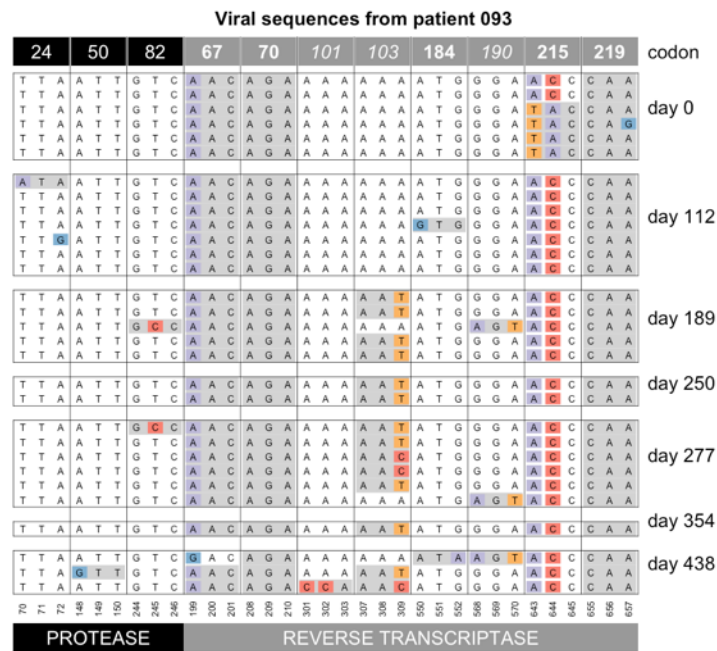 Viral sequences from patient 093
24 50 82 67 70 101 103 184 190 215 219 codon
T T A A T T G T C A A C A G A A A A A A A A T G G G A A C C C A A
T T A A T T G T C A A C A G A A A A A A A A T G G G A A C C C A A
T T A A T T G T C A A C A G A A A A A A A A T G G G A T A C C A A day 0
T T A A T T G T C A A C A G A A A A A A A A T G G G A T A C C A G
T T A A T T G T C A A C A G A A A A A A A A T G G G A T A C C A A
T T A A T T G T C A A C A G A A A A A A A A T G G G A T A C C A A
A T A A T T G T C A A C A G A A A A A A A A T G G G A A C C C A A
T T A A T T G T C A A C A G A A A A A A A A T G G G A A C C C A A
T T A A T T G T C A A C A G A A A A A A A A T G G G A A C C C A A day 112
T T A A T T G T C A A C A G A A A A A A A G T G G G A A C C C A A
T T G A T T G T C A A C A G A A A A A A A A T G G G A A C C C A A
T T A A T T G T C A A C A G A A A A A A A A T G G G A A C C C A A
T T A A T T G T C A A C A G A A A A A A A A T G G G A A C C C A A
T T A A T T G T C A A C A G A A A A A A T A T G G G A A C C C A A
T T A A T T G T C A A C A G A A A A A A T A T G G G A A C C C A A
T T A A T T G C C A A C A G A A A A A A A A T G A G T A C C C A A day 189
T T A A T T G T C A A C A G A A A A A A T A T G G G A A C C C A A
T T A A T T G T C A A C A G A A A A A A T A T G G G A A C C C A A
T T A A T T G T C A A C A G A A A A A A T A T G G G A A C C C A A day 250
T T A A T T G T C A A C A G A A A A A A T A T G G G A A C C C A A
T T A A T T G C C A A C A G A A A A A A T A T G G G A A C C C A A
T T A A T T G T C A A C A G A A A A A A T A T G G G A A C C C A A
T T A A T T G T C A A C A G A A A A A A C A T G G G A A C C C A A day 277
T T A A T T G T C A A C A G A A A A A A C A T G G G A A C C C A A
T T A A T T G T C A A C A G A A A A A A T A T G G G A A C C C A A
T T A A T T G T C A A C A G A A A A A A A A T G A G T A C C C A A
T T A A T T G T C A A C A G A A A A A A T A T G G G A A C C C A A day 354
T T A A T T G T C G A C A G A A A A A A A A T A A G T A C C C A A
T T A G T T G T C A A C A G A A A A A A T A T G G G A A C C C A A day 438
T T A A T T G T C A A C A G A C C A A A C A T G G G A A C C C A A
70 71 72 148 149 150 244 245 246 199 200 201 208 209 210 301 302 303 307 308 309 550 551 552 568 569 570 643 644 645 655 656 657
PROTEASE REVERSE TRANSCRIPTASE